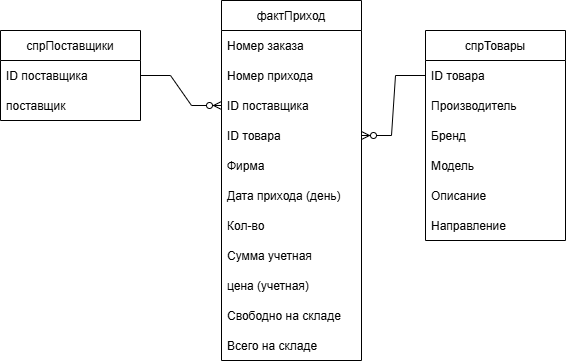 спрПоставщики
ID поставщика
поставщик
фактПриход
Номер заказа
Номер прихода
ID поставщика
ID товара
Фирма
Дата прихода (день)
Кол-во
Сумма учетная
цена (учетная)
Свободно на складе
Всего на складе
спрТовары
ID товара
Производитель
Бренд
Модель
Описание
Направление